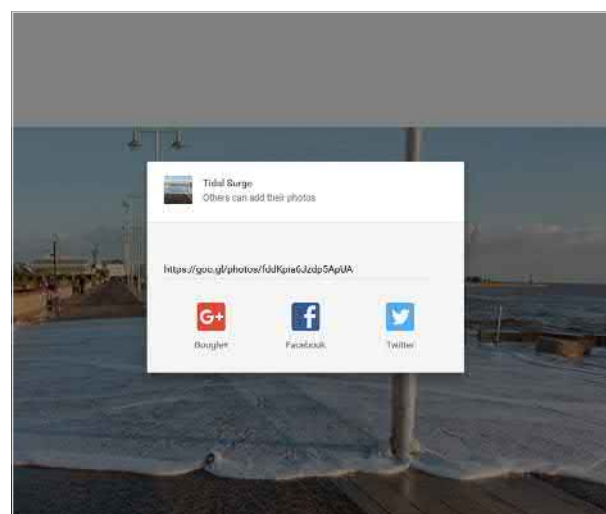 Tidal Surge
Others can add their photos
G+
f
Google+
Facebook
Twitter